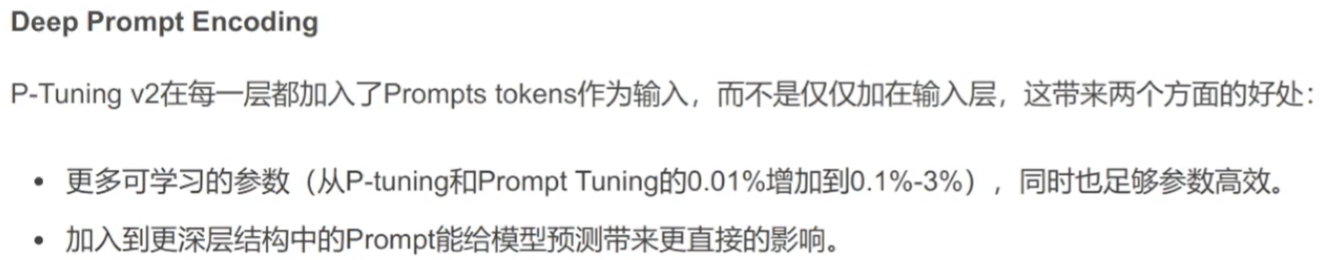 Deep Prompt Encoding
P-Tuning v2在每一层都加入了Prompts tokens作为输入，而不是仅仅加在输入层，这带来两个方面的好处：
• 更多可学习的参数（从P-tuning和Prompt Tuning的0.01%增加到0.1%-3%），同时也足够参数高效。
• 加入到更深层结构中的Prompt能给模型预测带来更直接的影响。